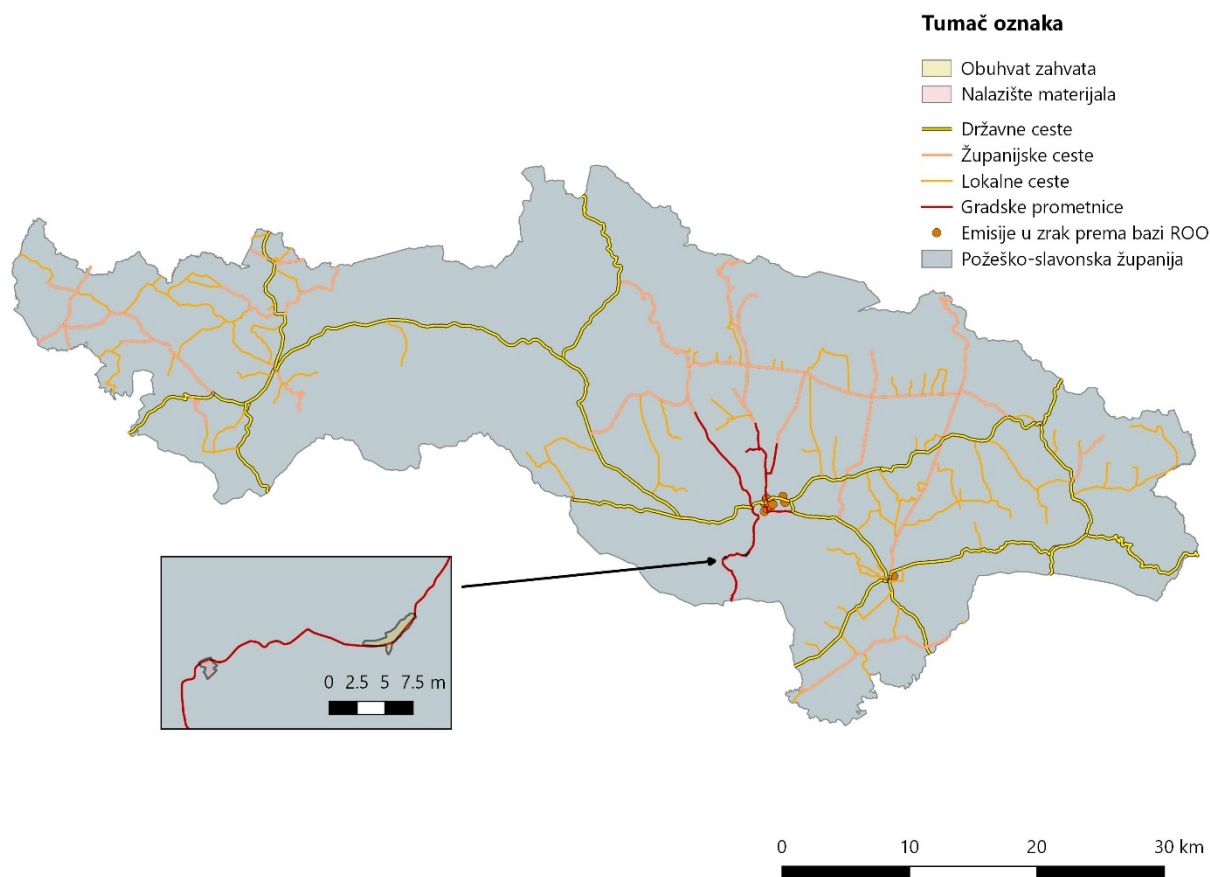 Tumač oznaka
Obuhvat zahvata
Nalazište materijala
Državne ceste
Županijske ceste
Lokalne ceste
Gradske prometnice
Emisije u zrak prema bazi ROO
Požeško-slavonska županija
0 2.5 5 7.5 m
0 10 20 30 km